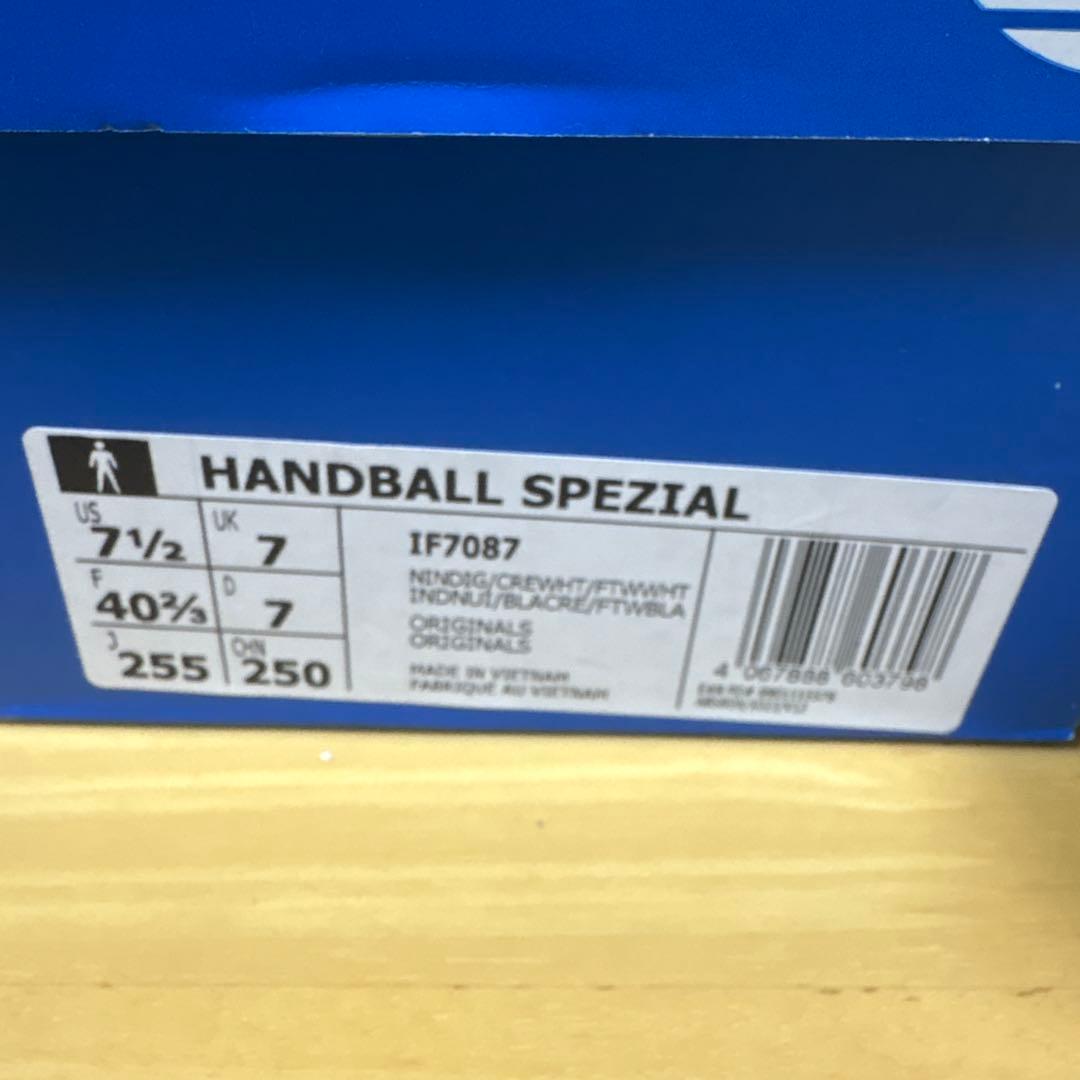 HANDBALL SPEZIAL
US 7½ UK 7
F 40⅔ D 7
J 255 CHN 250
IF7087
NINDIG/CREWHT/FTWWHT
INDNUI/BLACRE/FTWBLA
ORIGINALS
ORIGINALS
MADE IN VIETNAM
FABRIQUÉ AU VIETNAM
4 067888 603798